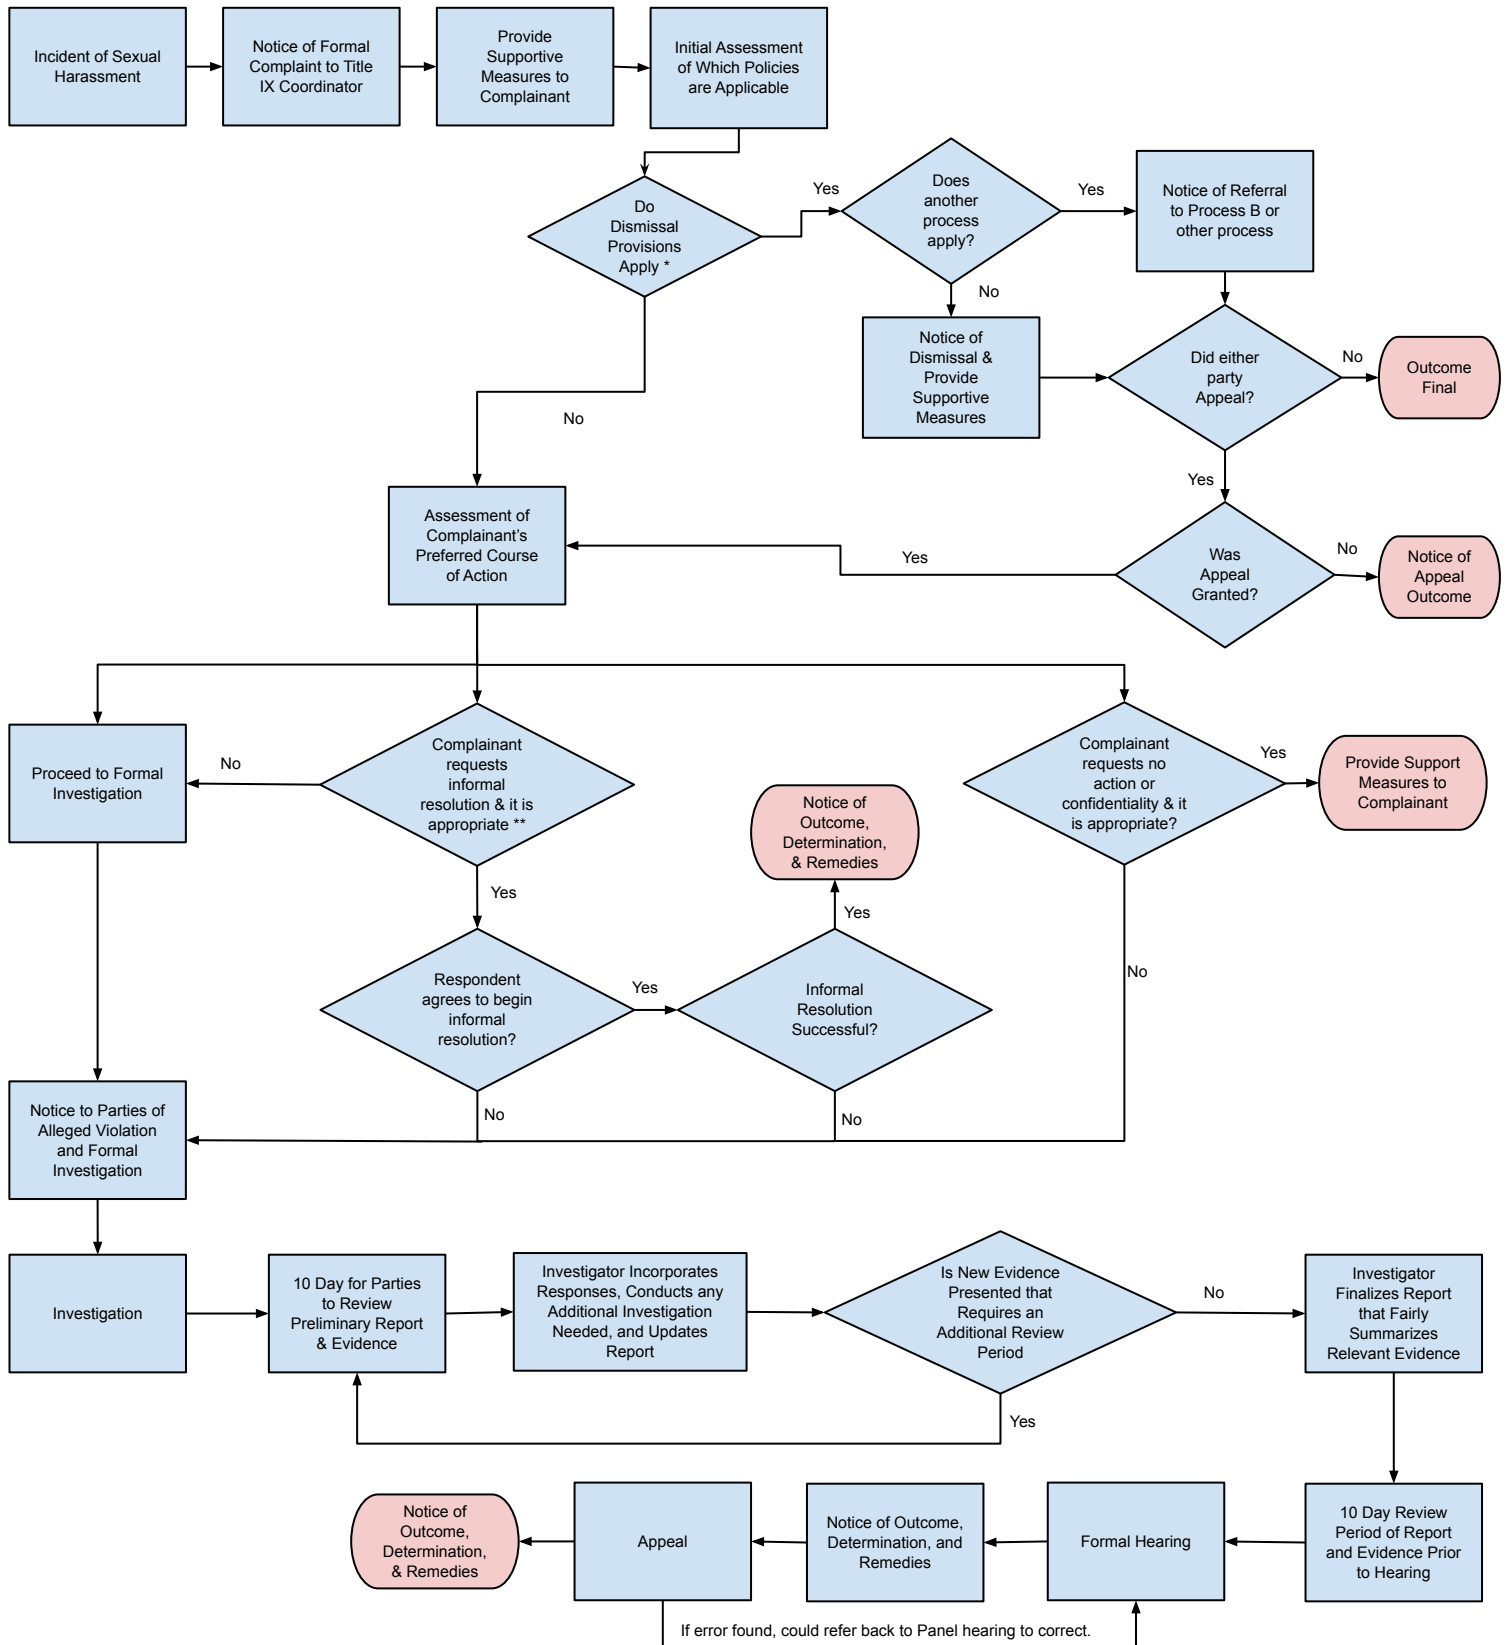 Incident of Sexual
Harassment
Notice of Formal
Complaint to Title
IX Coordinator
Provide
Supportive
Measures to
Complainant
Initial Assessment
of Which Policies
are Applicable
Do
Dismissal
Provisions
Apply *
Yes
Does
another
process
apply?
Yes
Notice of Referral
to Process B or
other process
No
Notice of
Dismissal &
Provide
Supportive
Measures
Did either
party
Appeal?
No
Outcome
Final
No
Yes
Assessment of
Complainant's
Preferred Course
of Action
Yes
Was
Appeal
Granted?
No
Notice of
Appeal
Outcome
Proceed to Formal
Investigation
No
Complainant
requests
informal
resolution & it is
appropriate **
Complainant
requests no
action or
confidentiality & it
is appropriate?
Yes
Provide Support
Measures to
Complainant
Notice of
Outcome,
Determination,
& Remedies
Yes
Yes
Respondent
agrees to begin
informal
resolution?
Yes
Informal
Resolution
Successful?
No
No
No
Notice to Parties of
Alleged Violation
and Formal
Investigation
Investigation
10 Day for Parties
to Review
Preliminary Report
& Evidence
Investigator Incorporates
Responses, Conducts any
Additional Investigation
Needed, and Updates
Report
Is New Evidence
Presented that
Requires an
Additional Review
Period
No
Investigator
Finalizes Report
that Fairly
Summarizes
Relevant Evidence
Yes
Notice of
Outcome,
Determination,
& Remedies
Appeal
Notice of Outcome,
Determination, and
Remedies
Formal Hearing
10 Day Review
Period of Report
and Evidence Prior
to Hearing
If error found, could refer back to Panel hearing to correct.